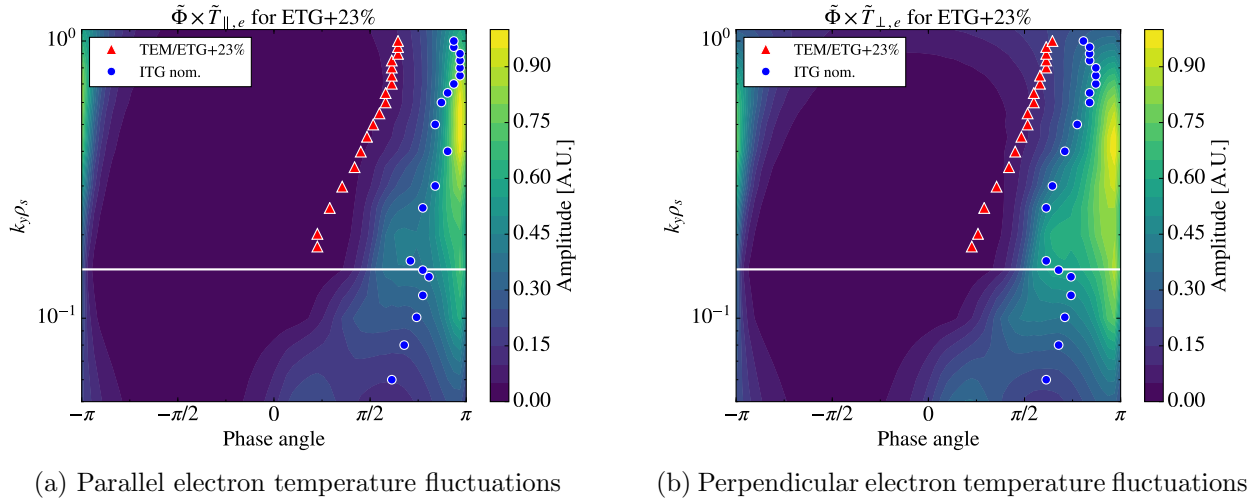 Φ̃ × T̃∥,e for ETG+23%
TEM/ETG+23%
ITG nom.
10⁰
10⁻¹
kyρs
−π
−π/2
0
π/2
π
Phase angle
0.90
0.75
0.60
0.45
0.30
0.15
0.00
Amplitude [A.U.]
(a) Parallel electron temperature fluctuations
Φ̃ × T̃⊥,e for ETG+23%
TEM/ETG+23%
ITG nom.
10⁰
10⁻¹
kyρs
−π
−π/2
0
π/2
π
Phase angle
0.90
0.75
0.60
0.45
0.30
0.15
0.00
Amplitude [A.U.]
(b) Perpendicular electron temperature fluctuations